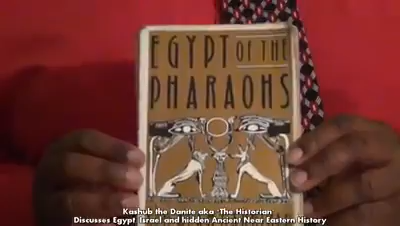 EGYPT OF THE
PHARAOHS
Kashub the Danite aka 'The Historian
Discusses Egypt, Israel and hidden Ancient Near Eastern History